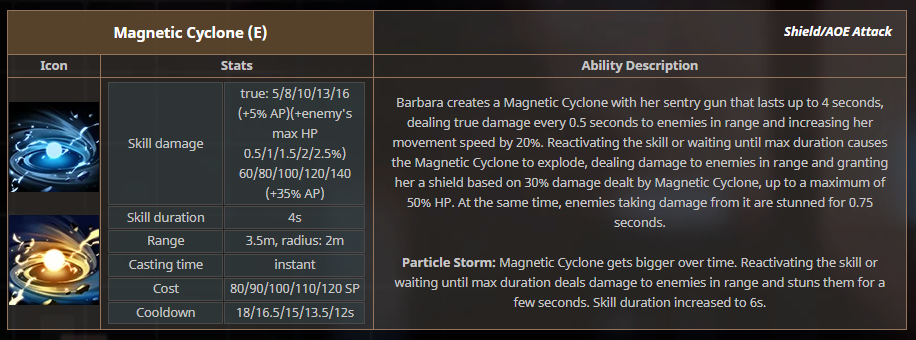 Magnetic Cyclone (E)
Shield/AOE Attack
Icon
Stats
Ability Description
Skill damage
true: 5/8/10/13/16
(+5% AP)(+enemy's
max HP
0.5/1/1.5/2/2.5%)
60/80/100/120/140
(+35% AP)
Skill duration
4s
Range
3.5m, radius: 2m
Casting time
instant
Cost
80/90/100/110/120 SP
Cooldown
18/16.5/15/13.5/12s
Barbara creates a Magnetic Cyclone with her sentry gun that lasts up to 4 seconds,
dealing true damage every 0.5 seconds to enemies in range and increasing her
movement speed by 20%. Reactivating the skill or waiting until max duration causes
the Magnetic Cyclone to explode, dealing damage to enemies in range and granting
her a shield based on 30% damage dealt by Magnetic Cyclone, up to a maximum of
50% HP. At the same time, enemies taking damage from it are stunned for 0.75
seconds.
Particle Storm: Magnetic Cyclone gets bigger over time. Reactivating the skill or
waiting until max duration deals damage to enemies in range and stuns them for a
few seconds. Skill duration increased to 6s.